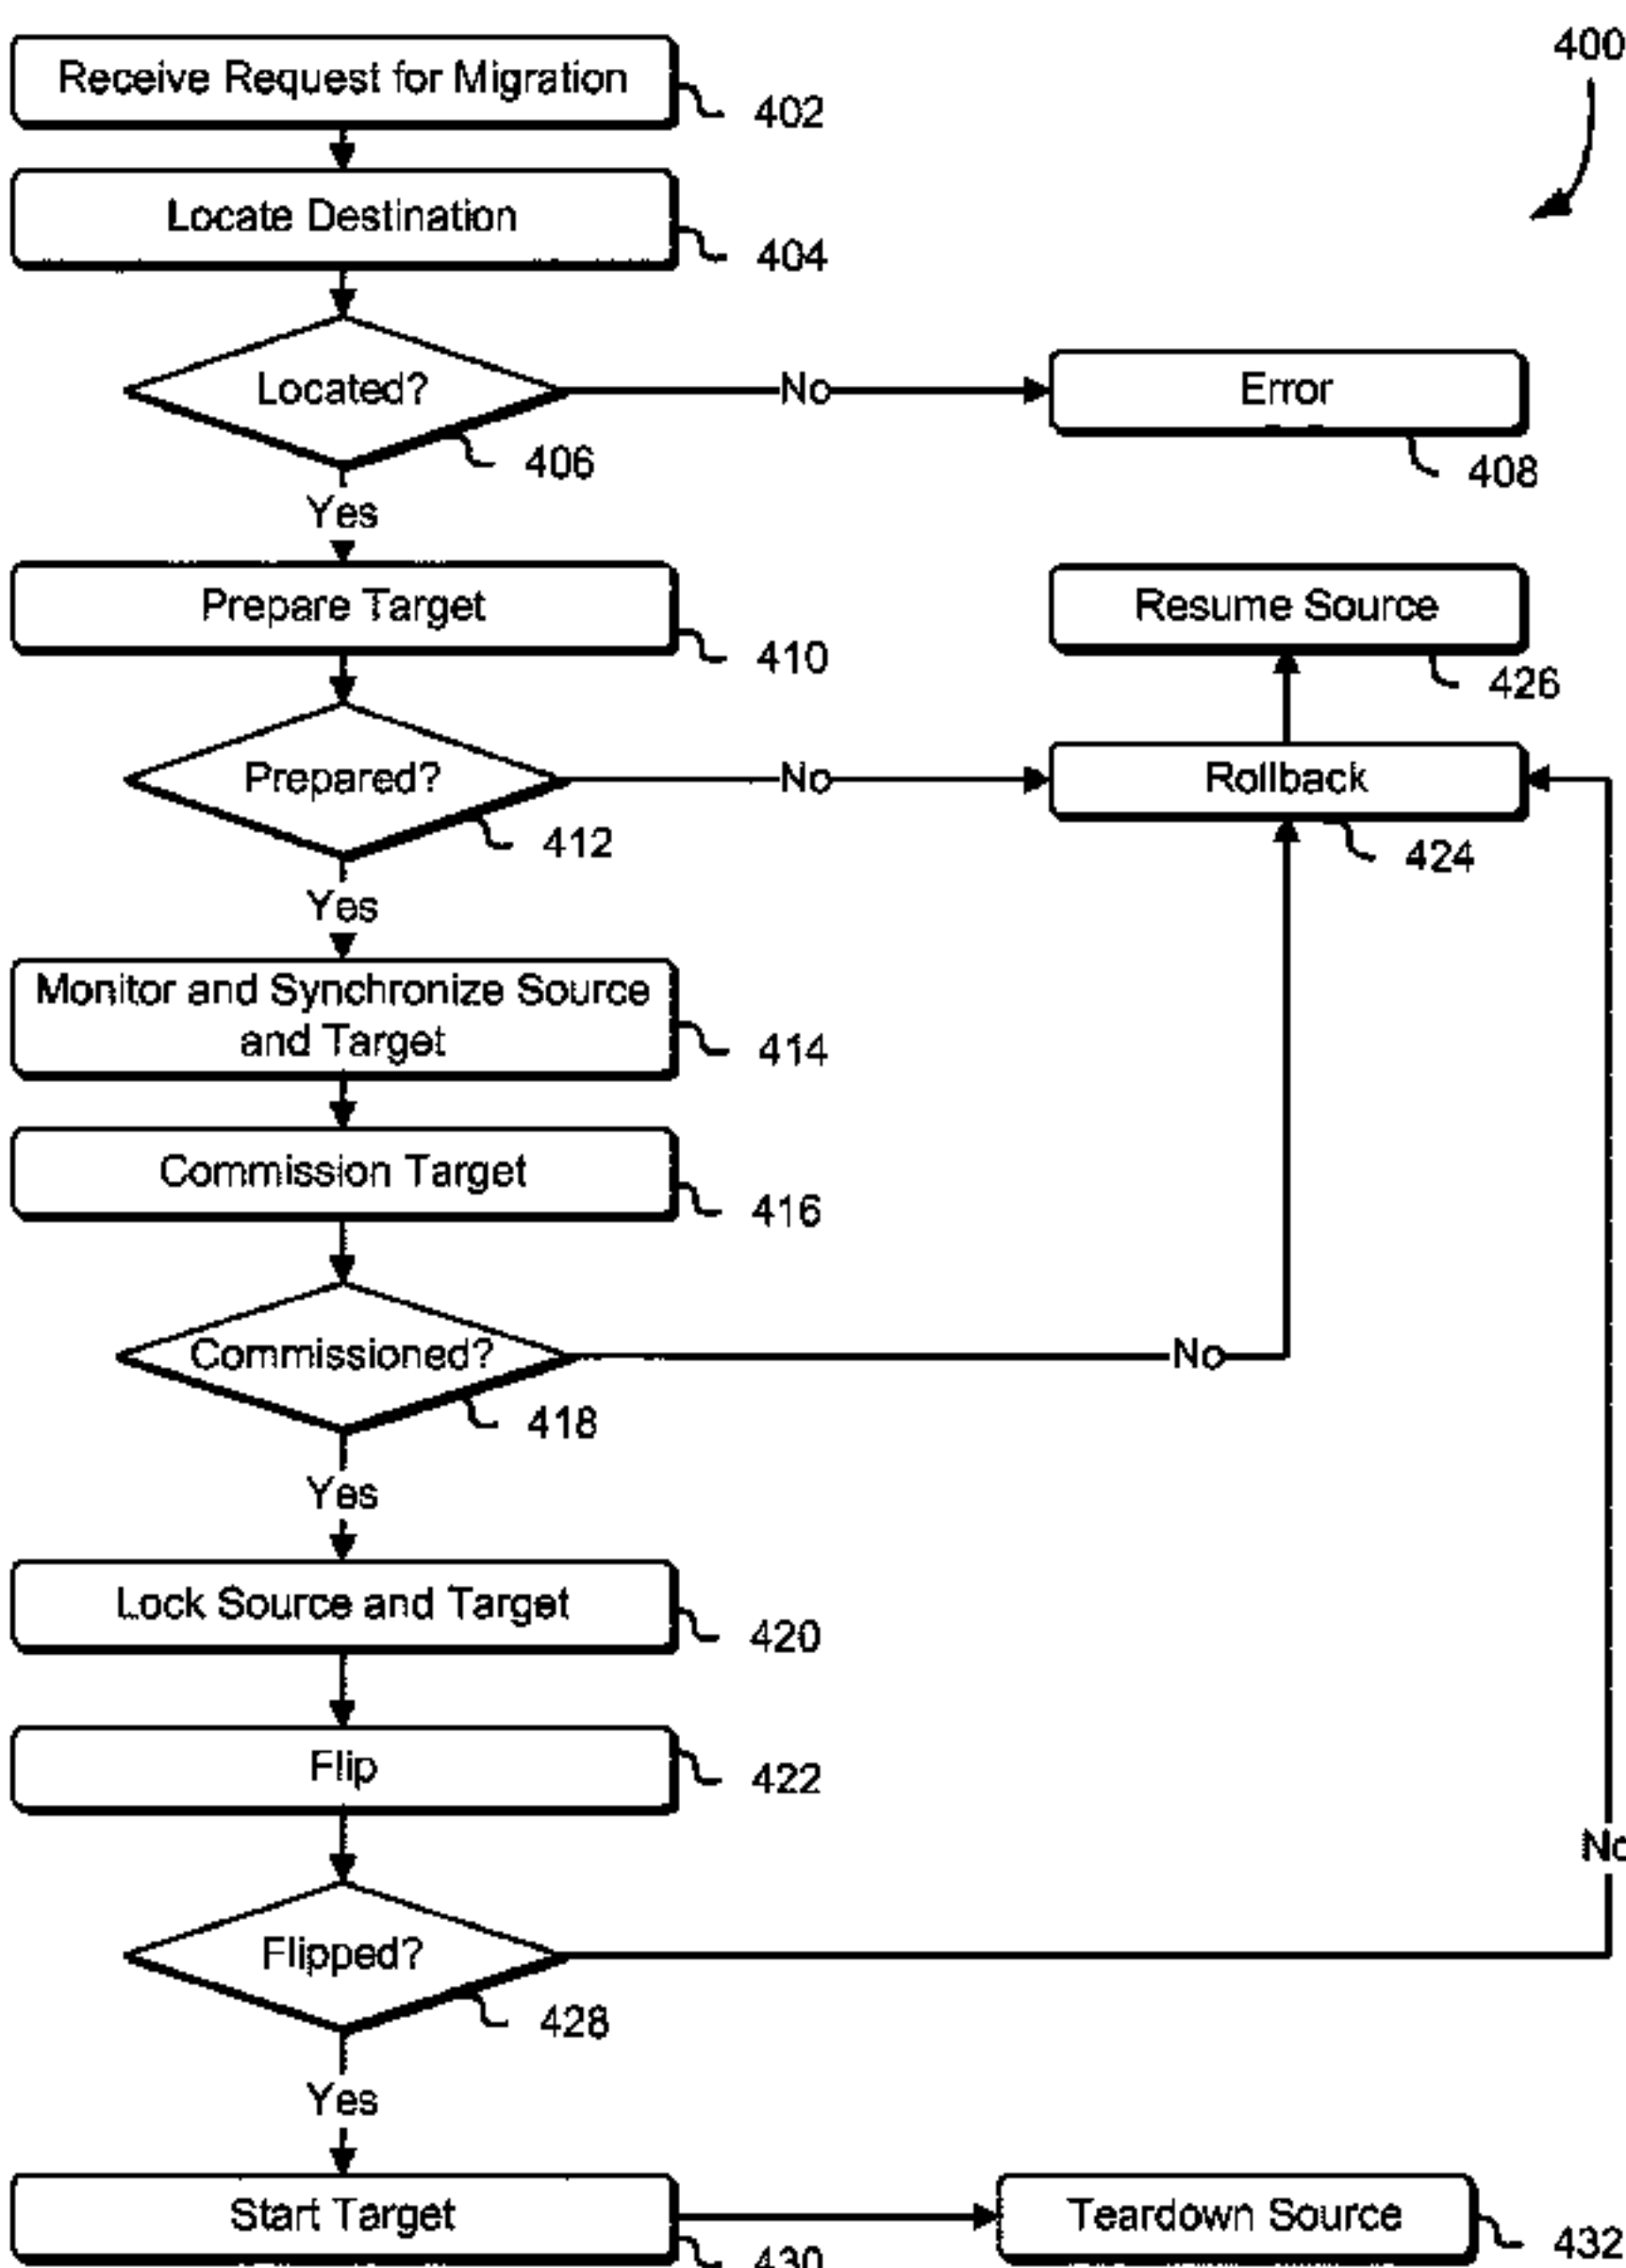 400
Receive Request for Migration
402
Locate Destination
404
Located?
No
Error
406
408
Yes
Prepare Target
Resume Source
410
426
Prepared?
No
Rollback
412
424
Yes
Monitor and Synchronize Source
and Target
414
Commission Target
416
Commissioned?
No
418
Yes
Lock Source and Target
420
Flip
422
No
Flipped?
428
Yes
Start Target
Teardown Source
430
432